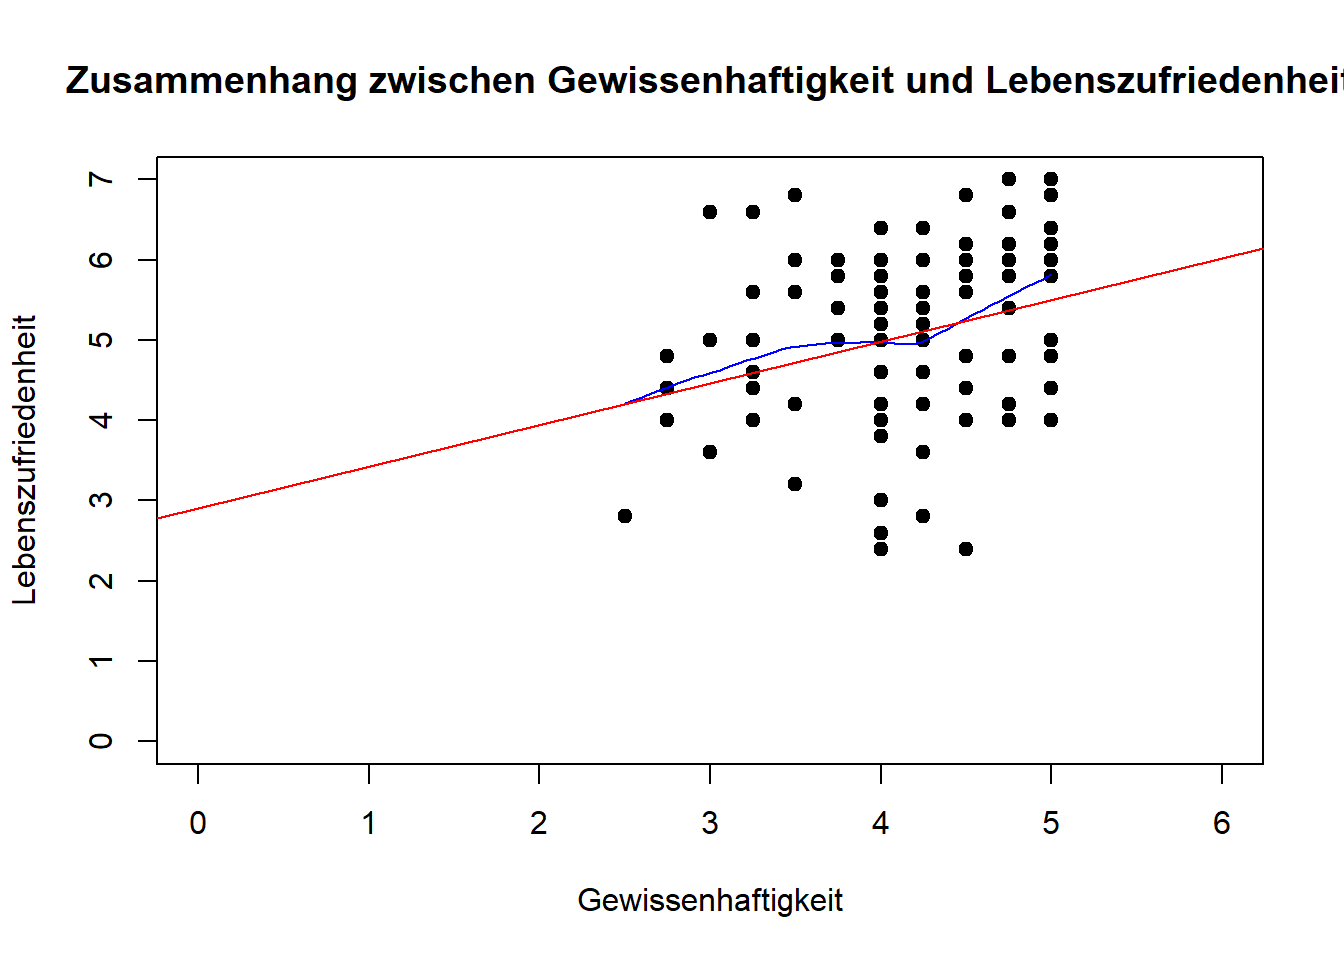 Zusammenhang zwischen Gewissenhaftigkeit und Lebenszufriedenheit
Lebenszufriedenheit
7
6
5
4
3
2
1
0
0 1 2 3 4 5 6
Gewissenhaftigkeit